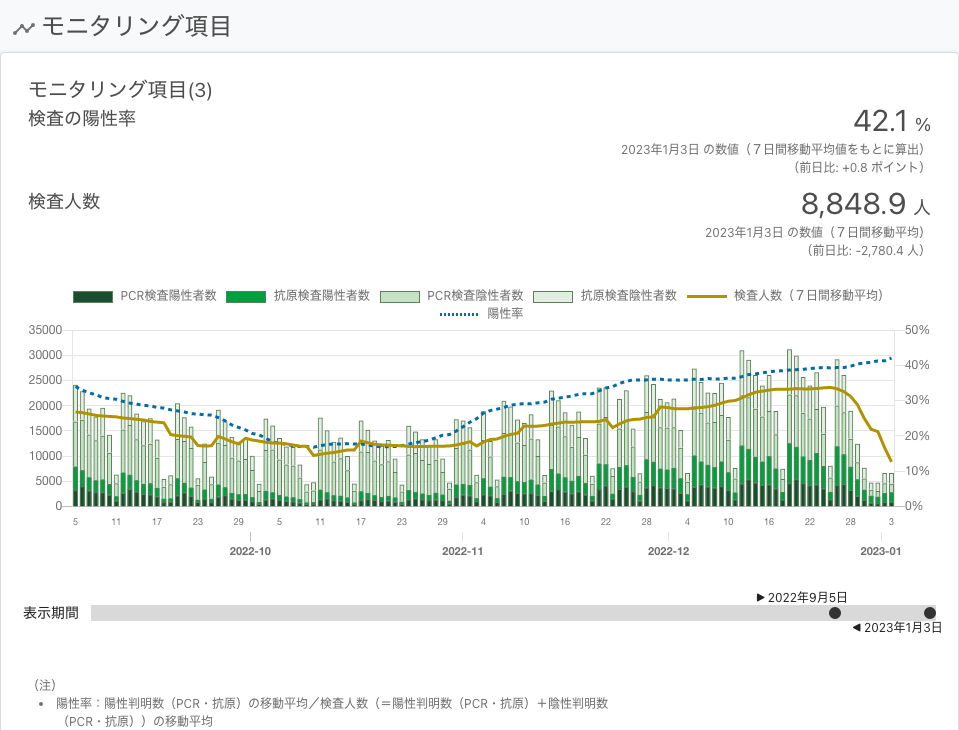 モニタリング項目
モニタリング項目(3)
検査の陽性率
42.1 %
2023年1月3日 の数値（７日間移動平均値をもとに算出）
（前日比: +0.8 ポイント）
検査人数
8,848.9 人
2023年1月3日 の数値（７日間移動平均）
（前日比: -2,780.4 人）
PCR検査陽性者数 抗原検査陽性者数 PCR検査陰性者数 抗原検査陰性者数 検査人数（７日間移動平均）
陽性率
35000 50%
30000
25000 40%
20000 30%
15000 20%
10000
5000 10%
0 0%
5 11 17 23 29 5 11 17 23 29 4 10 16 22 28 4 10 16 22 28 3
2022-10 2022-11 2022-12 2023-01
▶ 2022年9月5日
表示期間
◀ 2023年1月3日
（注）
• 陽性率：陽性判明数（PCR・抗原）の移動平均／検査人数（＝陽性判明数（PCR・抗原）＋陰性判明数
（PCR・抗原））の移動平均